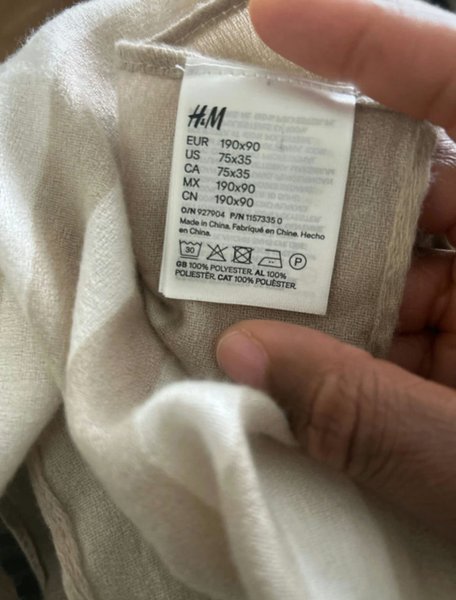 H&M
EUR 190x90
US 75x35
CA 75x35
MX 190x90
CN 190x90
O/N 927904 P/N 1157335 0
Made in China. Fabriqué en Chine. Hecho
en China.
30 P
GB 100% POLYESTER. AL 100%
POLIESTËR. CAT 100% POLIÈSTER.